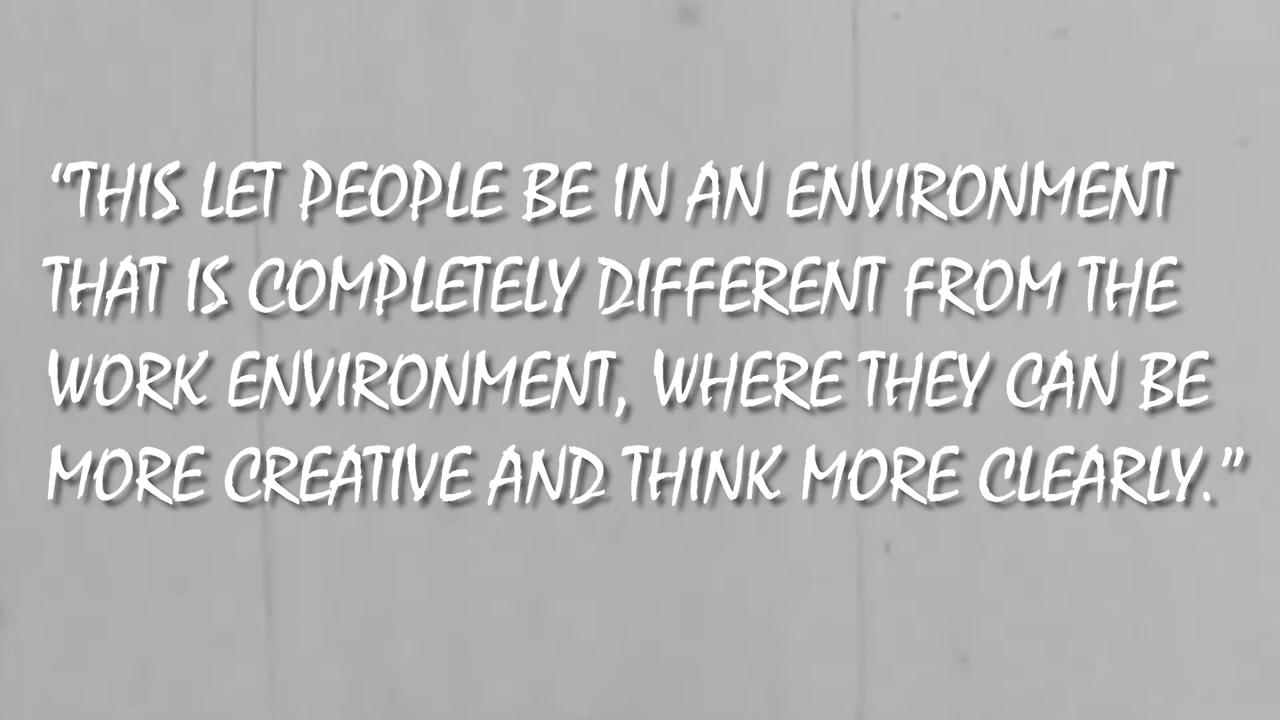 “THIS LET PEOPLE BE IN AN ENVIRONMENT
THAT IS COMPLETELY DIFFERENT FROM THE
WORK ENVIRONMENT, WHERE THEY CAN BE
MORE CREATIVE AND THINK MORE CLEARLY.”